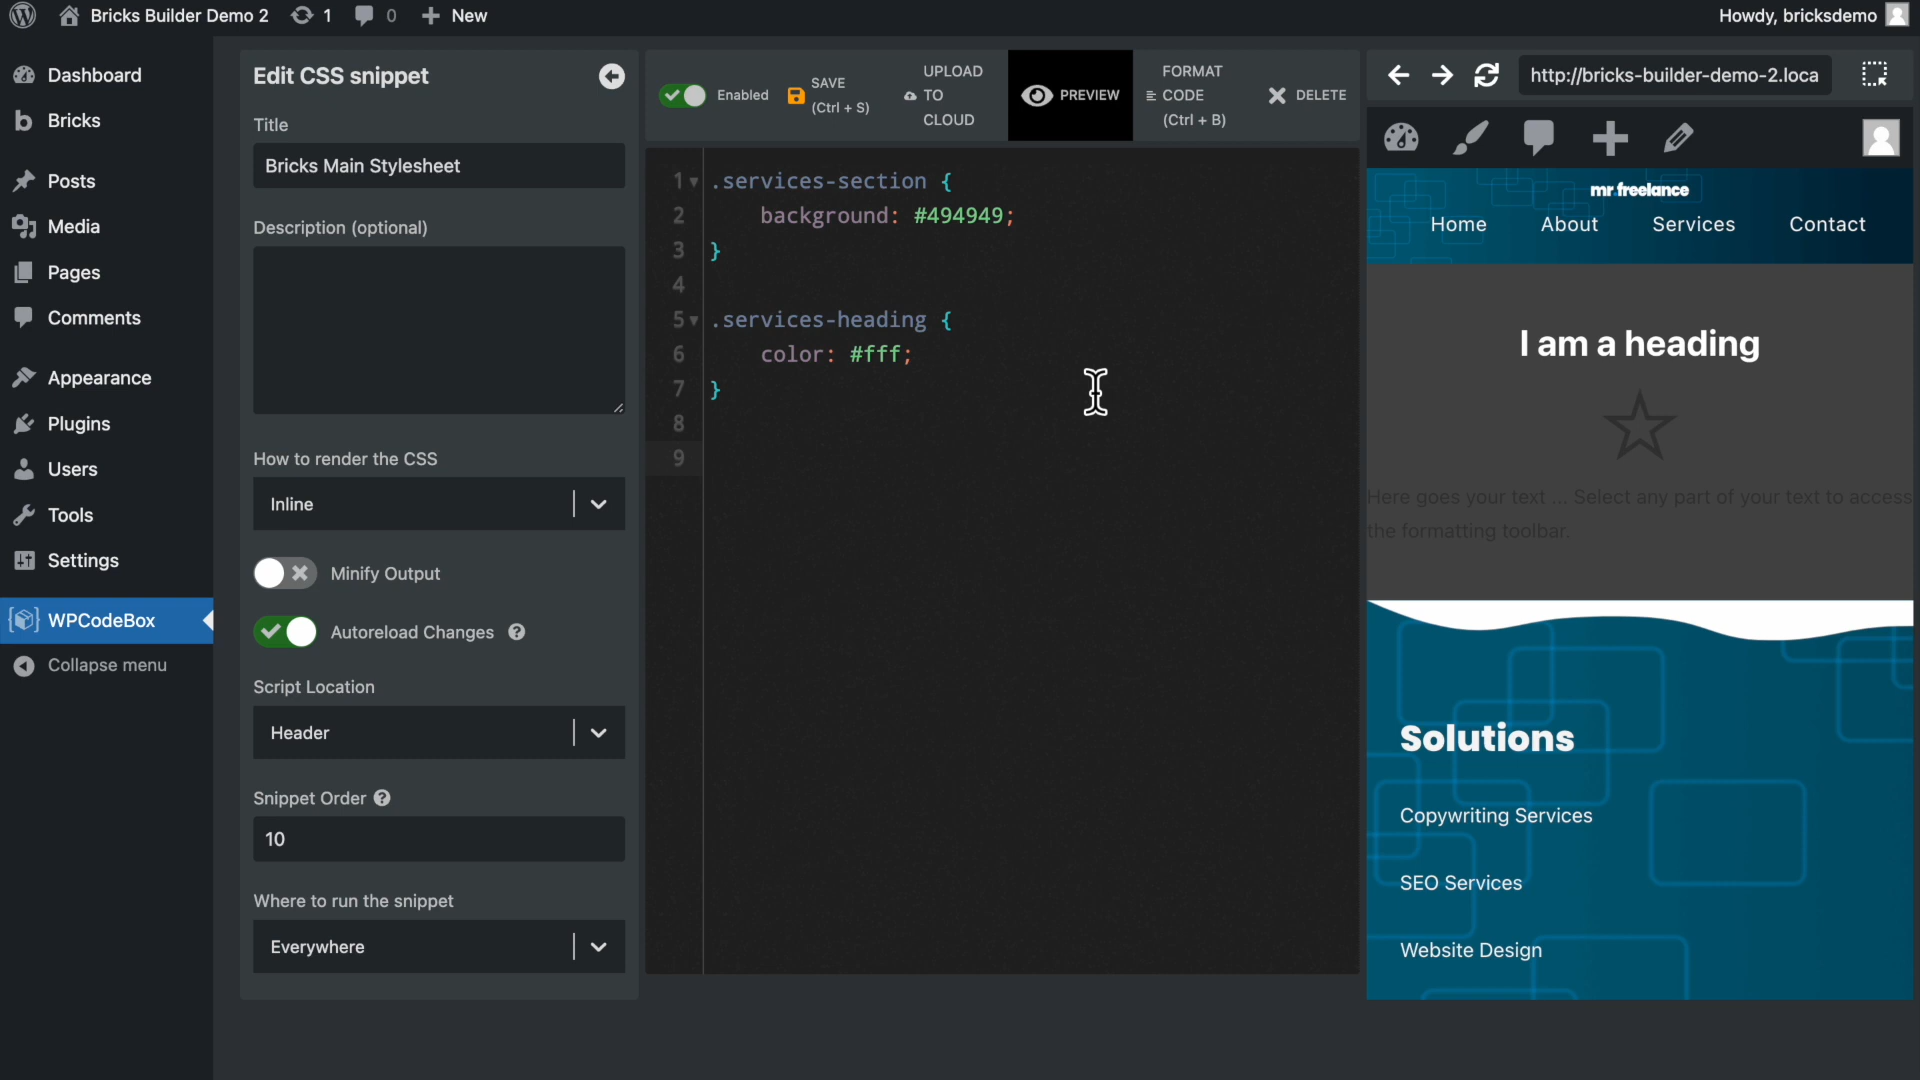 Bricks Builder Demo 2
1
0
New
Howdy, bricksdemo
Dashboard
Bricks
Posts
Media
Pages
Comments
Appearance
Plugins
Users
Tools
Settings
WPCodeBox
Collapse menu
Edit CSS snippet
Title
Bricks Main Stylesheet
Description (optional)
How to render the CSS
Inline
Minify Output
Autoreload Changes
Script Location
Header
Snippet Order
10
Where to run the snippet
Everywhere
Enabled
SAVE
(Ctrl + S)
UPLOAD
TO
CLOUD
PREVIEW
FORMAT
CODE
(Ctrl + B)
DELETE
1 .services-section {
2 background: #494949;
3 }
4
5 .services-heading {
6 color: #fff;
7 }
8
9
http://bricks-builder-demo-2.loca
mr.freelance
Home About Services Contact
I am a heading
Here goes your text ... Select any part of your text to access
the formatting toolbar.
Solutions
Copywriting Services
SEO Services
Website Design